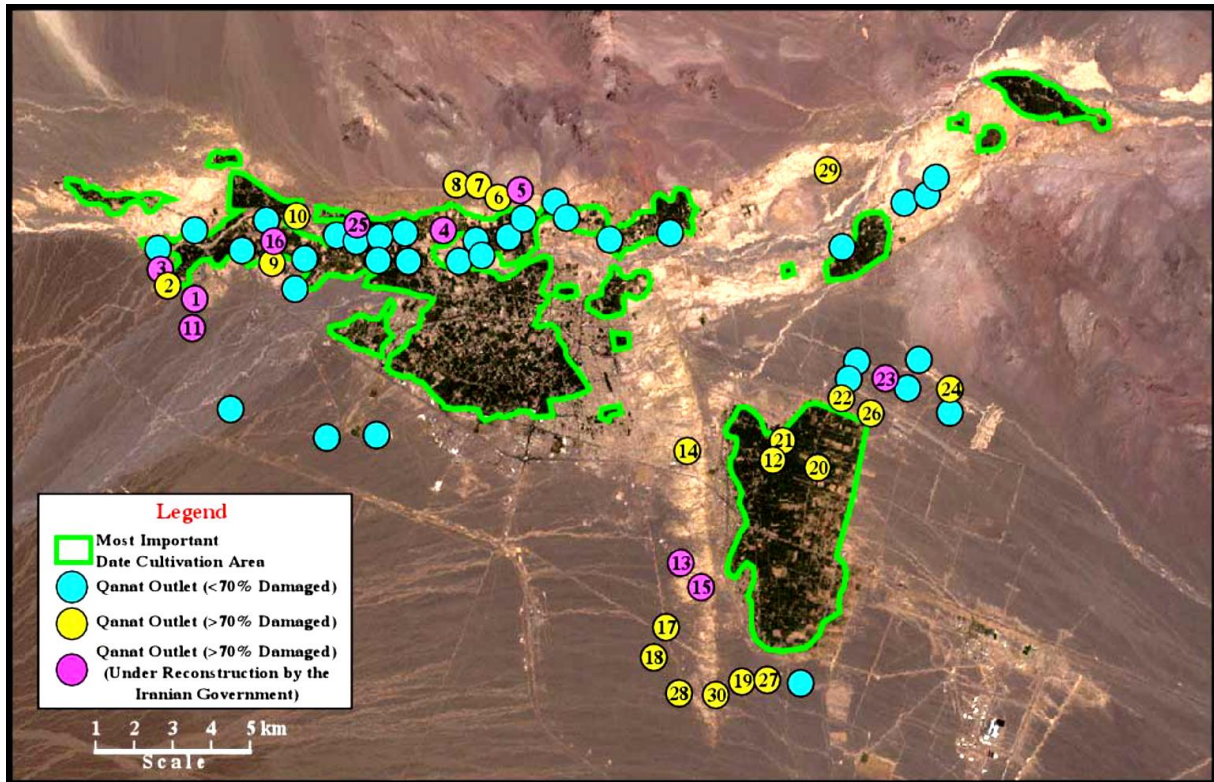 29
8 7 6 5
10
25 4
16
3 9
2 1
11
23
22 24
26
21
14 12 20
13
15
17
18
28 30 19 27
Legend
Most Important
Date Cultivation Area
Qanat Outlet (<70% Damaged)
Qanat Outlet (>70% Damaged)
Qanat Outlet (>70% Damaged)
(Under Reconstruction by the
Iranian Government)
1 2 3 4 5 km
Scale